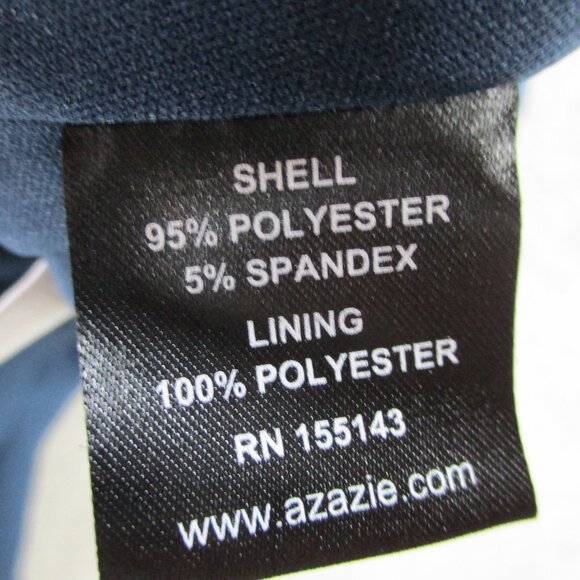 SHELL
95% POLYESTER
5% SPANDEX
LINING
100% POLYESTER
RN 155143
www.azazie.com